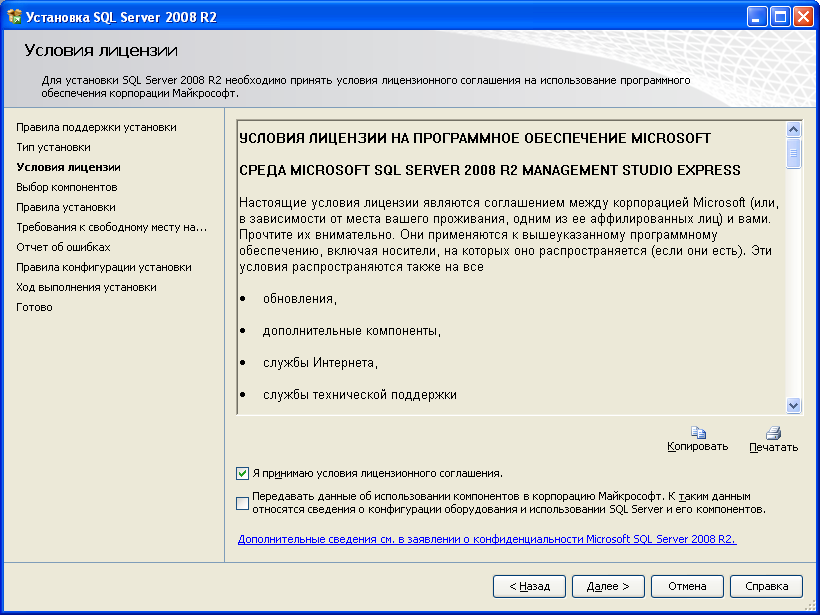 Установка SQL Server 2008 R2
Условия лицензии
Для установки SQL Server 2008 R2 необходимо принять условия лицензионного соглашения на использование программного
обеспечения корпорации Майкрософт.
Правила поддержки установки
Тип установки
Условия лицензии
Выбор компонентов
Правила установки
Требования к свободному месту на...
Отчет об ошибках
Правила конфигурации установки
Ход выполнения установки
Готово
УСЛОВИЯ ЛИЦЕНЗИИ НА ПРОГРАММНОЕ ОБЕСПЕЧЕНИЕ MICROSOFT
СРЕДА MICROSOFT SQL SERVER 2008 R2 MANAGEMENT STUDIO EXPRESS
Настоящие условия лицензии являются соглашением между корпорацией Microsoft (или,
в зависимости от места вашего проживания, одним из ее аффилированных лиц) и вами.
Прочтите их внимательно. Они применяются к вышеуказанному программному
обеспечению, включая носители, на которых оно распространяется (если они есть). Эти
условия распространяются также на все
• обновления,
• дополнительные компоненты,
• службы Интернета,
• службы технической поддержки
Копировать
Печатать
Я принимаю условия лицензионного соглашения.
Передавать данные об использовании компонентов в корпорацию Майкрософт. К таким данным
относятся сведения о конфигурации оборудования и использовании SQL Server и его компонентов.
Дополнительные сведения см. в заявлении о конфиденциальности Microsoft SQL Server 2008 R2.
< Назад
Далее >
Отмена
Справка